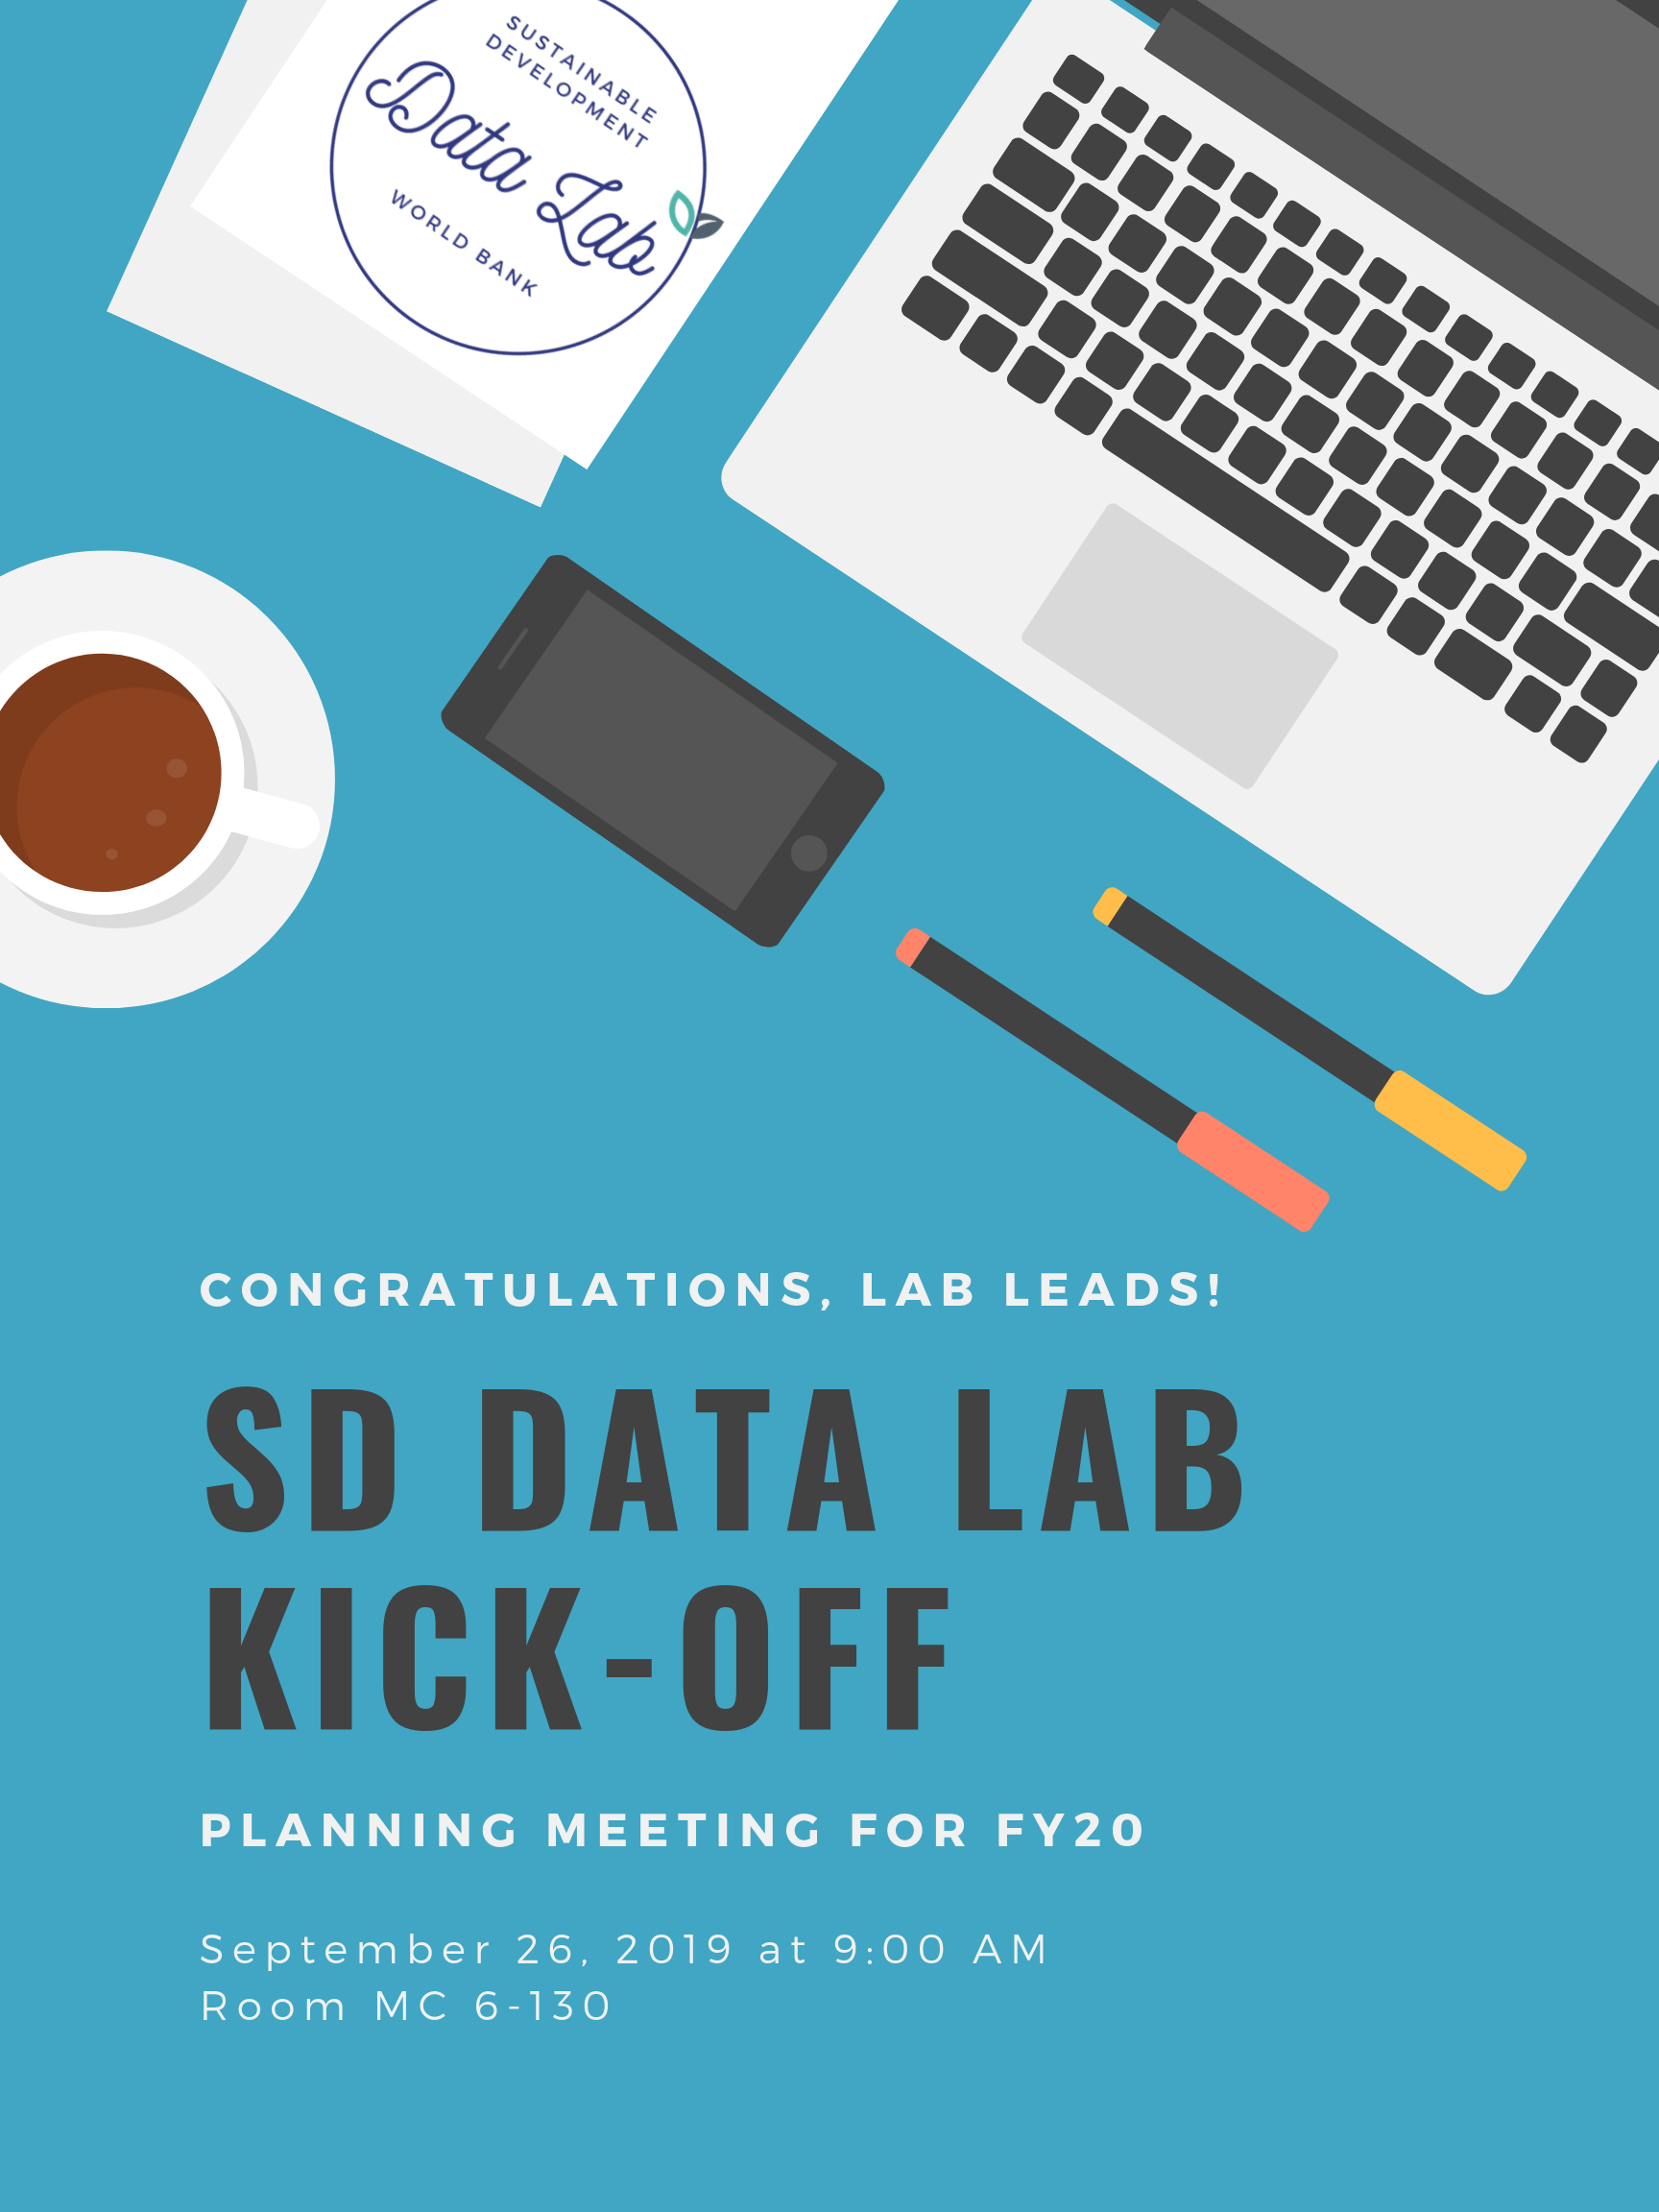 SUSTAINABLE
DEVELOPMENT
Data Lab
WORLD BANK
CONGRATULATIONS, LAB LEADS!
SD DATA LAB
KICK-OFF
PLANNING MEETING FOR FY20
September 26, 2019 at 9:00 AM
Room MC 6-130